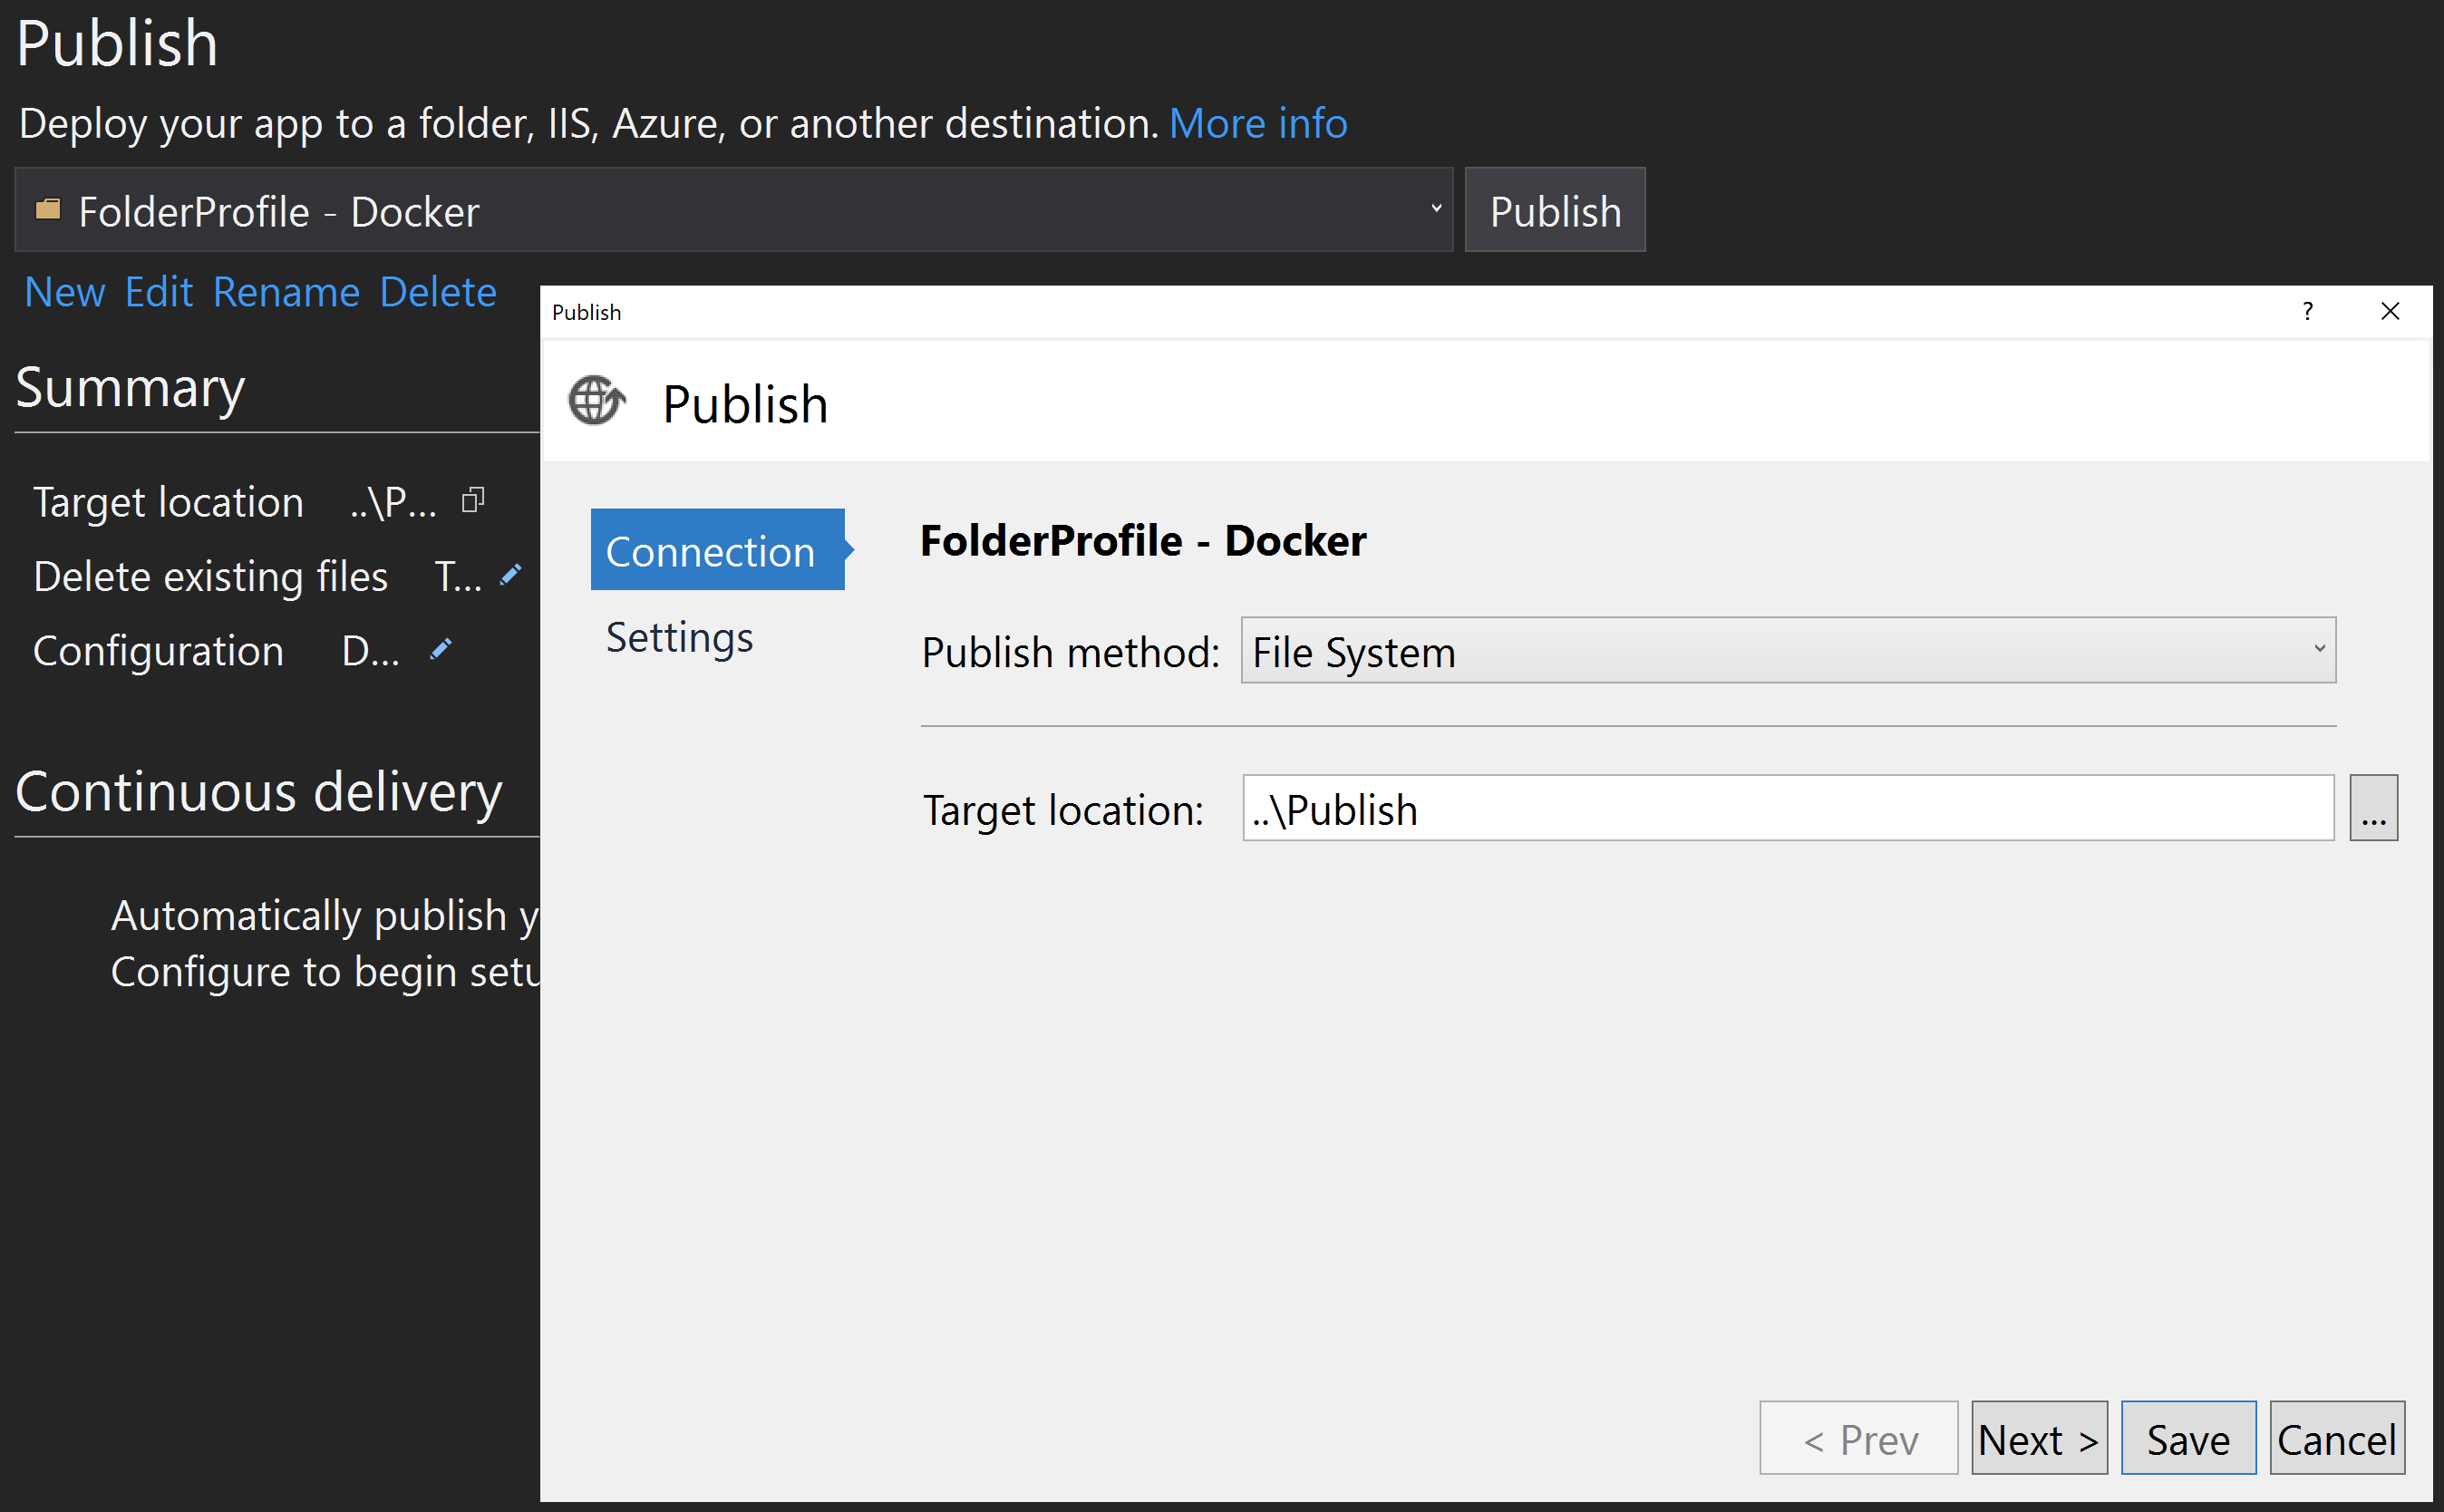 Publish
Deploy your app to a folder, IIS, Azure, or another destination. More info
FolderProfile - Docker
Publish
New Edit Rename Delete
Summary
Target location ..\P...
Delete existing files T...
Configuration D...
Continuous delivery
Automatically publish y
Configure to begin setu
Publish
?
Publish
Connection
Settings
FolderProfile - Docker
Publish method: File System
Target location: ..\Publish ...
< Prev Next > Save Cancel